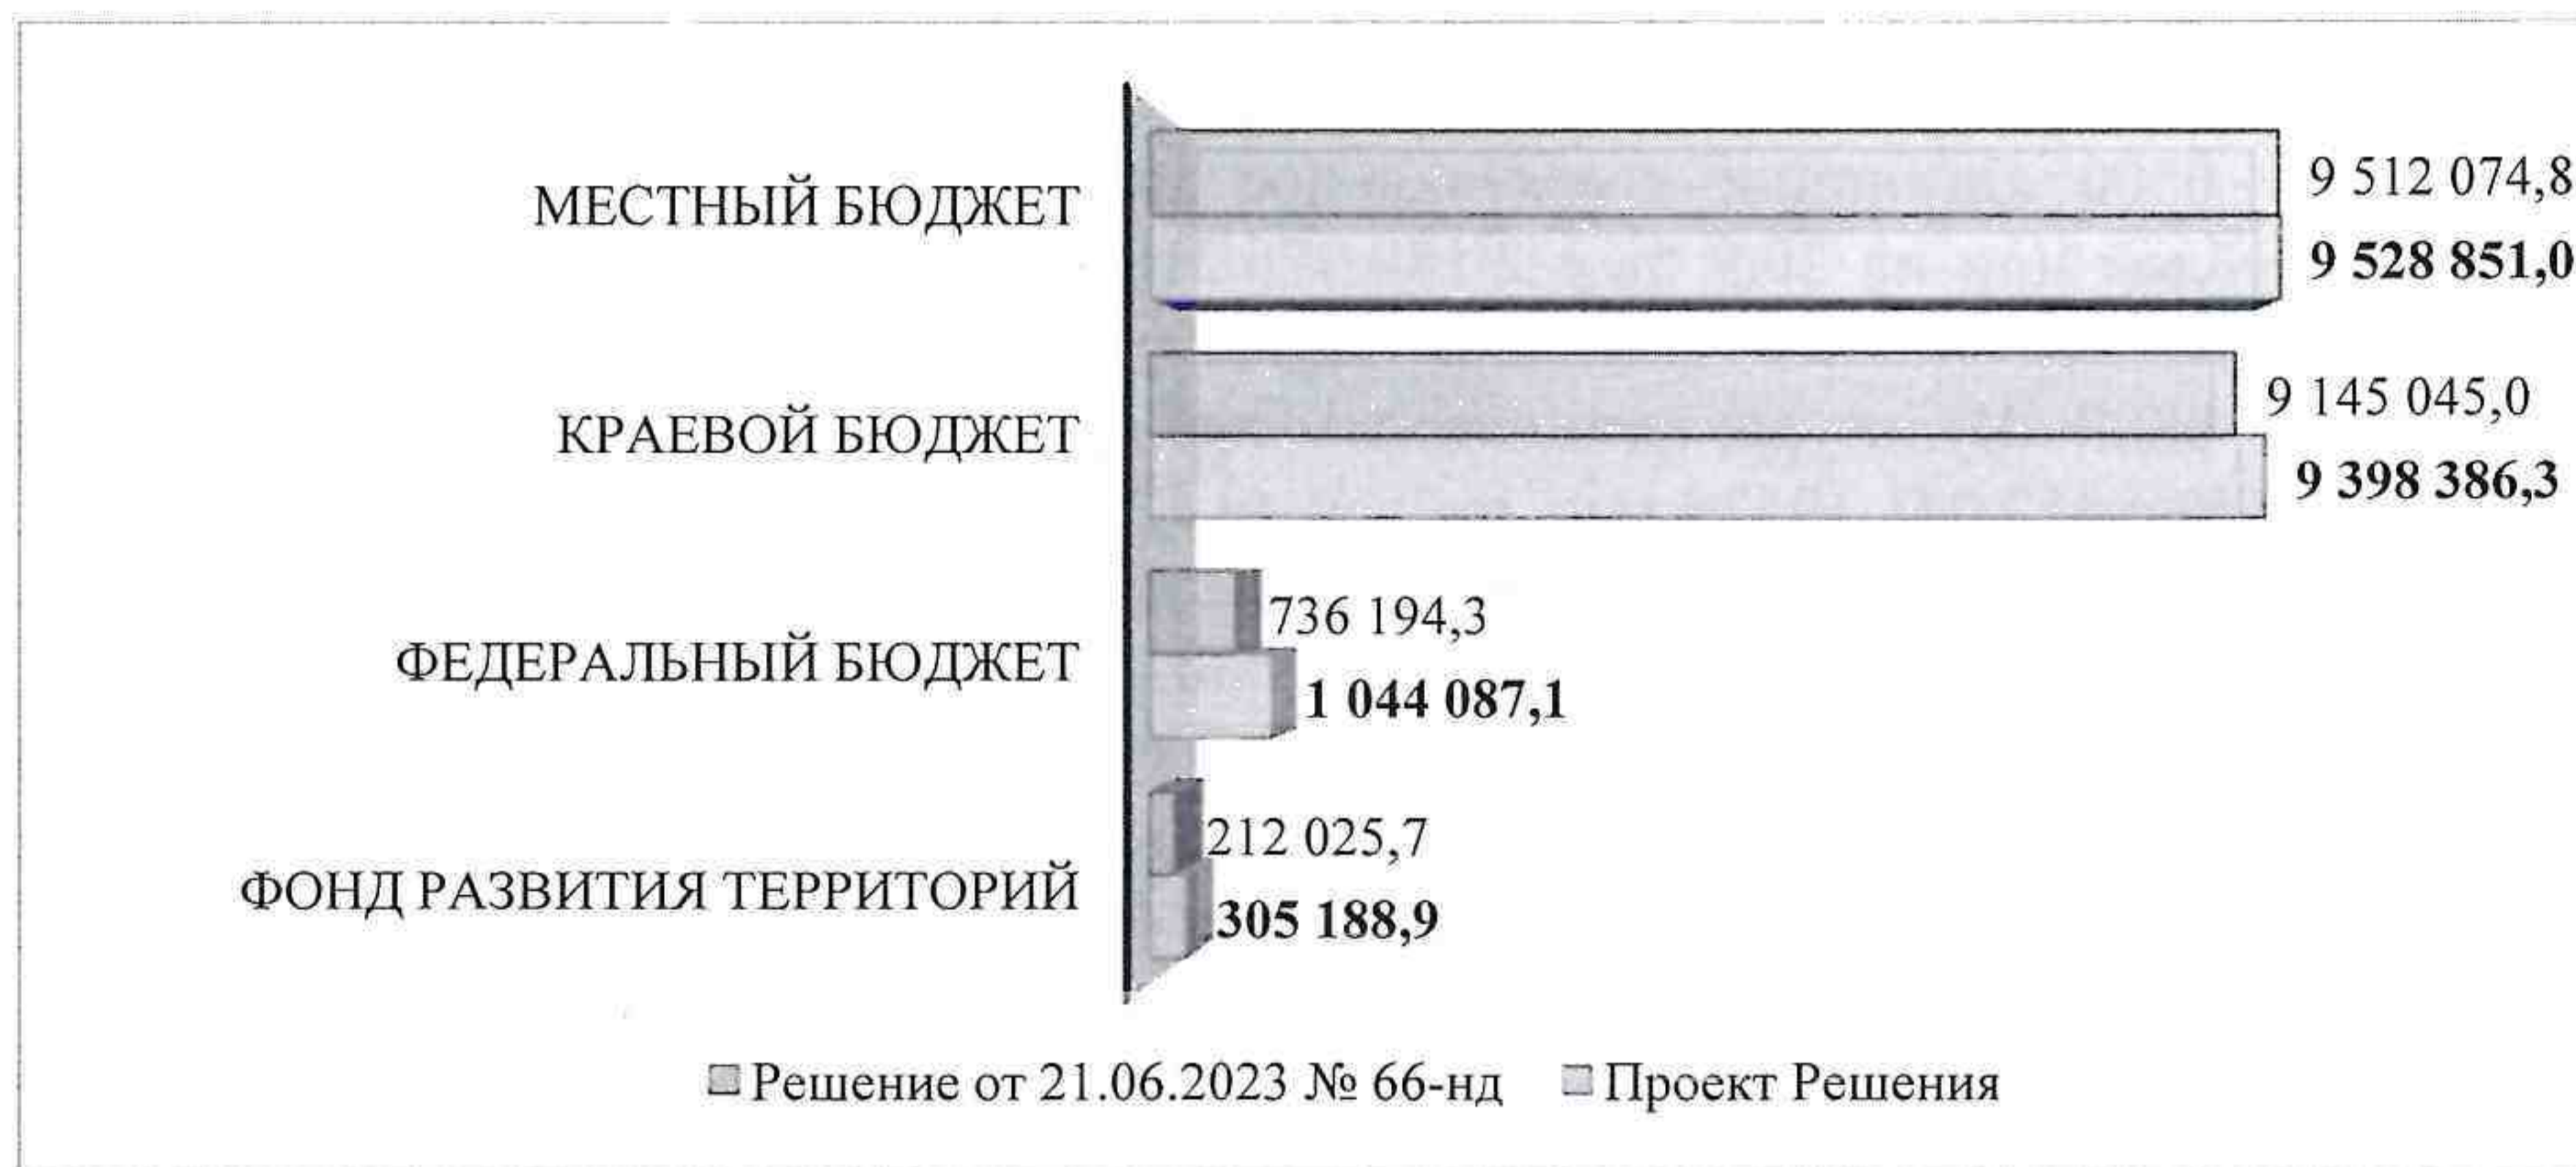 МЕСТНЫЙ БЮДЖЕТ
9 512 074,8
9 528 851,0
КРАЕВОЙ БЮДЖЕТ
9 145 045,0
9 398 386,3
ФЕДЕРАЛЬНЫЙ БЮДЖЕТ
736 194,3
1 044 087,1
ФОНД РАЗВИТИЯ ТЕРРИТОРИЙ
212 025,7
305 188,9
Решение от 21.06.2023 № 66-нд Проект Решения